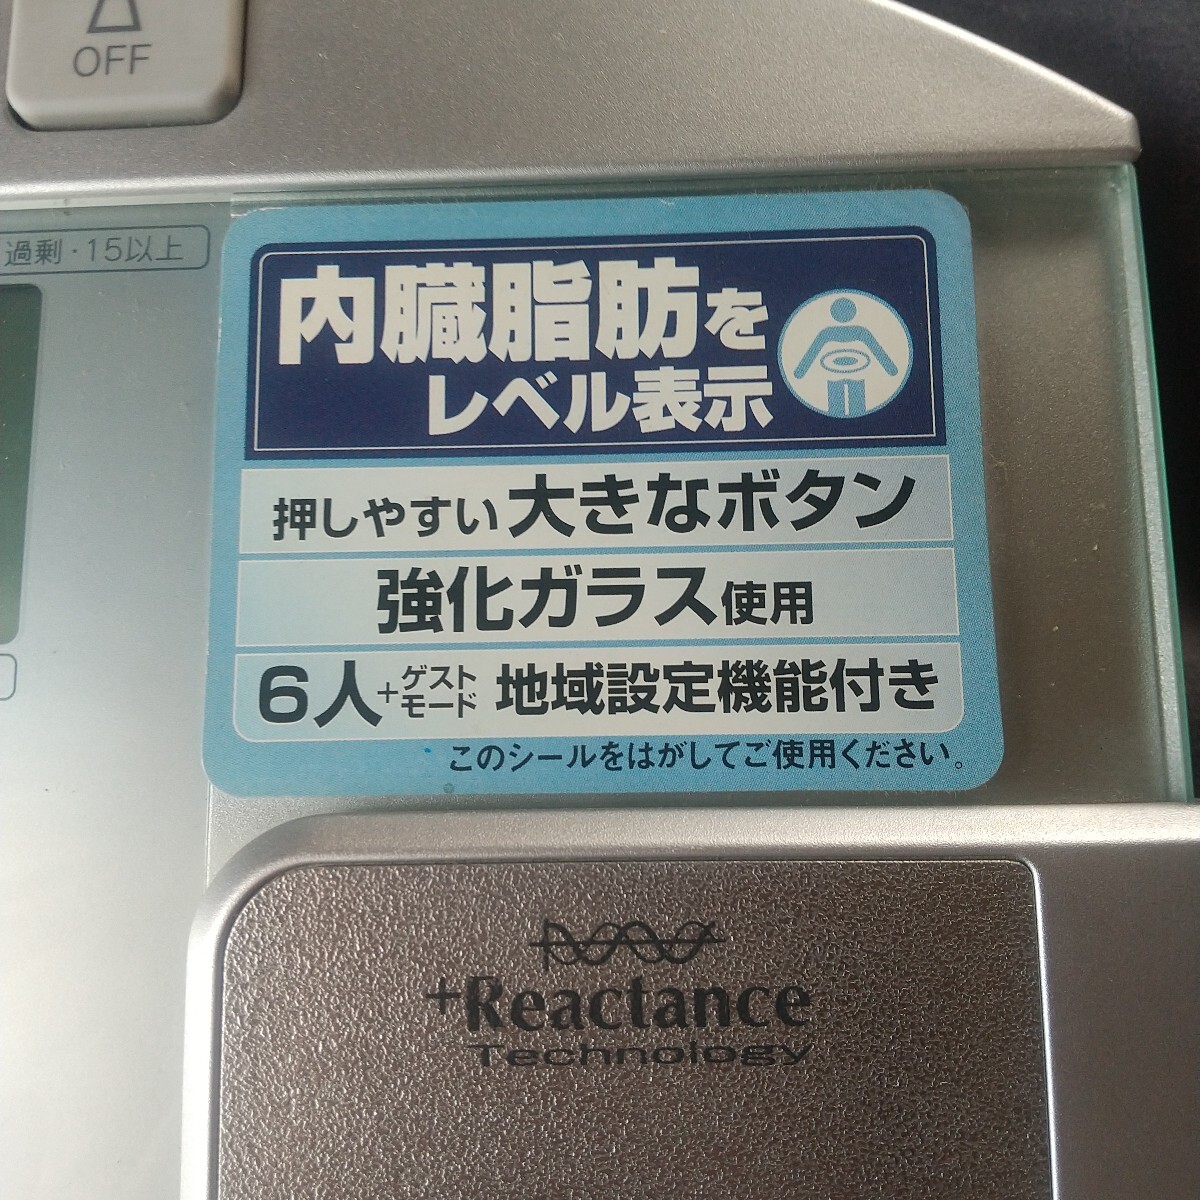 OFF
過剰・15以上
内臓脂肪を
レベル表示
押しやすい大きなボタン
強化ガラス使用
6人+ゲストモード 地域設定機能付き
このシールをはがしてご使用ください。
+Reactance
Technology